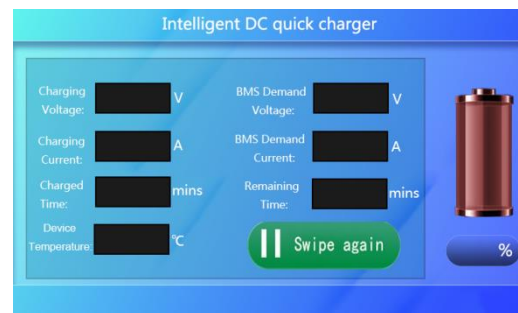 Intelligent DC quick charger
Charging
Voltage:
V
BMS Demand
Voltage:
V
Charging
Current:
A
BMS Demand
Current:
A
Charged
Time:
mins
Remaining
Time:
mins
Device
Temperature:
℃
Swipe again
%